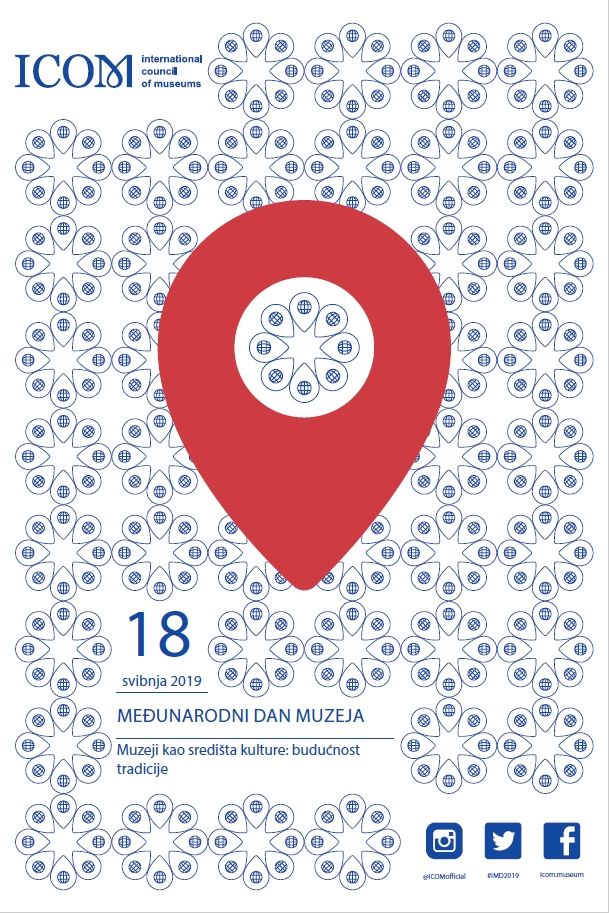 ICOM
international
council
of museums
18
svibnja 2019
MEĐUNARODNI DAN MUZEJA
Muzeji kao središta kulture: budućnost
tradicije
@ICOMofficiel
#IMD2019
icom.museum